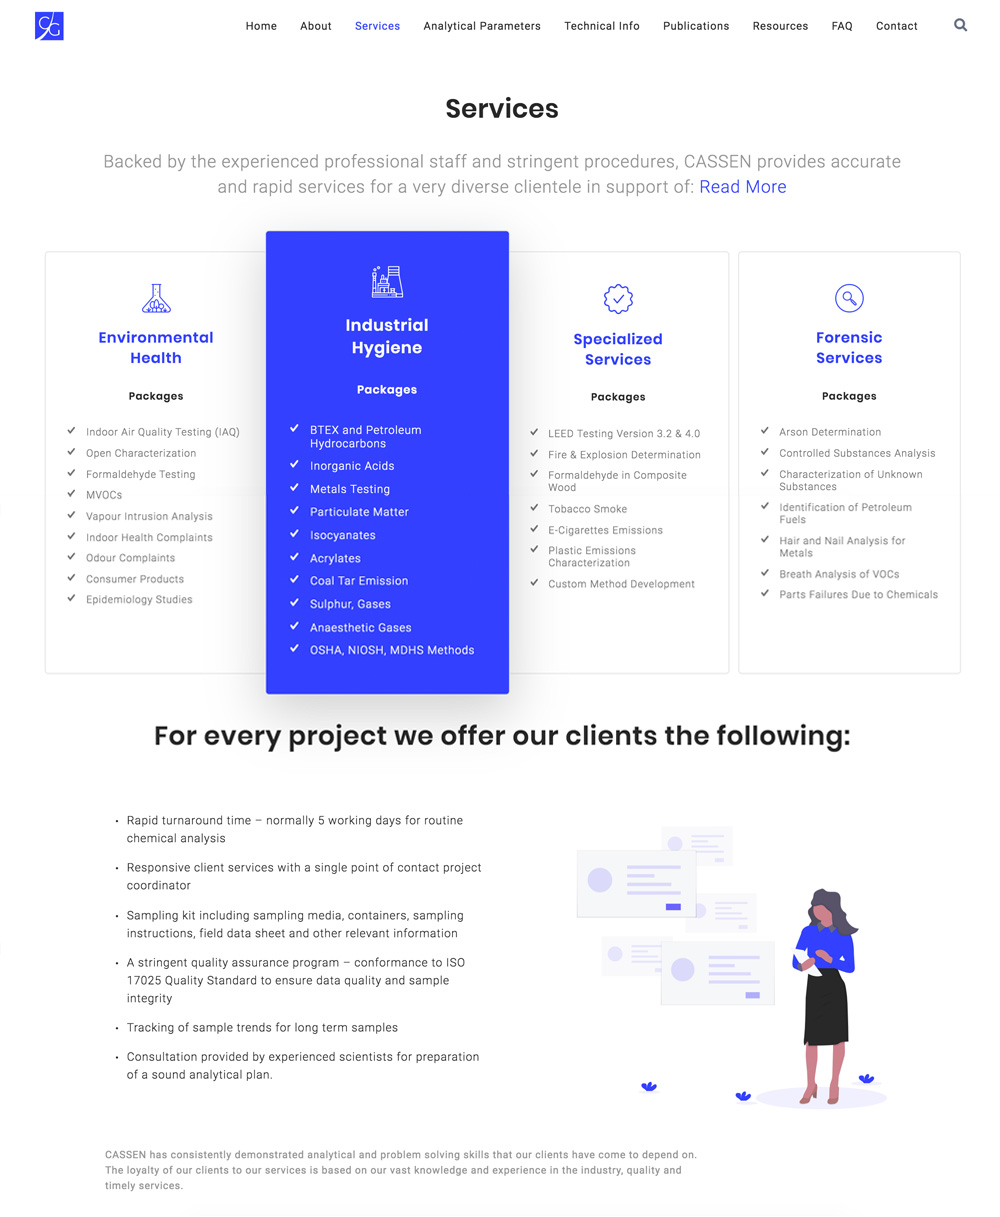 CG
Home About Services Analytical Parameters Technical Info Publications Resources FAQ Contact
Services
Backed by the experienced professional staff and stringent procedures, CASSEN provides accurate
and rapid services for a very diverse clientele in support of: Read More
Environmental
Health
Packages
Indoor Air Quality Testing (IAQ)
Open Characterization
Formaldehyde Testing
MVOCs
Vapour Intrusion Analysis
Indoor Health Complaints
Odour Complaints
Consumer Products
Epidemiology Studies
Industrial
Hygiene
Packages
BTEX and Petroleum
Hydrocarbons
Inorganic Acids
Metals Testing
Particulate Matter
Isocyanates
Acrylates
Coal Tar Emission
Sulphur, Gases
Anaesthetic Gases
OSHA, NIOSH, MDHS Methods
Specialized
Services
Packages
LEED Testing Version 3.2 & 4.0
Fire & Explosion Determination
Formaldehyde in Composite
Wood
Tobacco Smoke
E-Cigarettes Emissions
Plastic Emissions
Characterization
Custom Method Development
Forensic
Services
Packages
Arson Determination
Controlled Substances Analysis
Characterization of Unknown
Substances
Identification of Petroleum
Fuels
Hair and Nail Analysis for
Metals
Breath Analysis of VOCs
Parts Failures Due to Chemicals
For every project we offer our clients the following:
• Rapid turnaround time – normally 5 working days for routine
chemical analysis
• Responsive client services with a single point of contact project
coordinator
• Sampling kit including sampling media, containers, sampling
instructions, field data sheet and other relevant information
• A stringent quality assurance program – conformance to ISO
17025 Quality Standard to ensure data quality and sample
integrity
• Tracking of sample trends for long term samples
• Consultation provided by experienced scientists for preparation
of a sound analytical plan.
CASSEN has consistently demonstrated analytical and problem solving skills that our clients have come to depend on.
The loyalty of our clients to our services is based on our vast knowledge and experience in the industry, quality and
timely services.